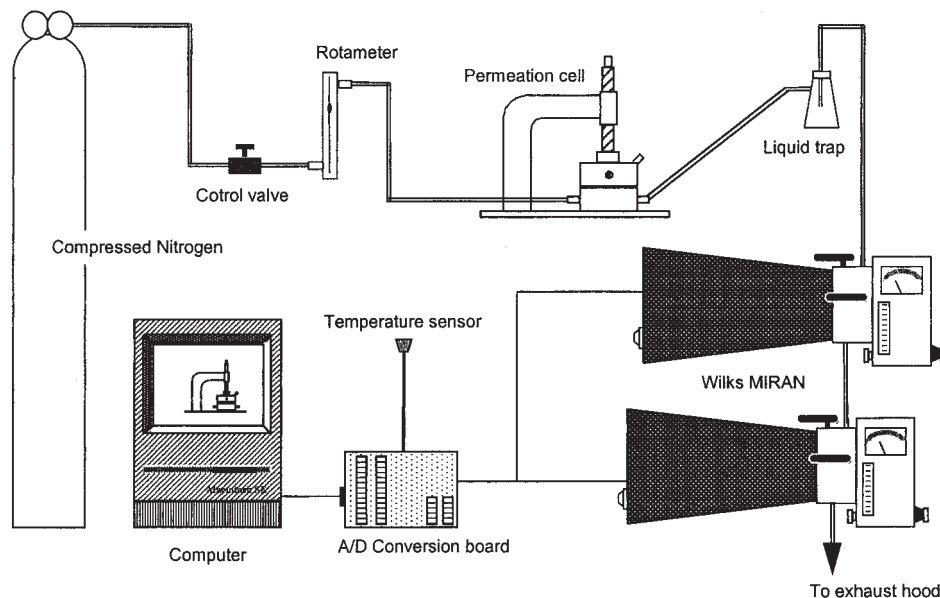 Rotameter
Permeation cell
Liquid trap
Cotrol valve
Compressed Nitrogen
Temperature sensor
Wilks MIRAN
Computer
A/D Conversion board
To exhaust hood